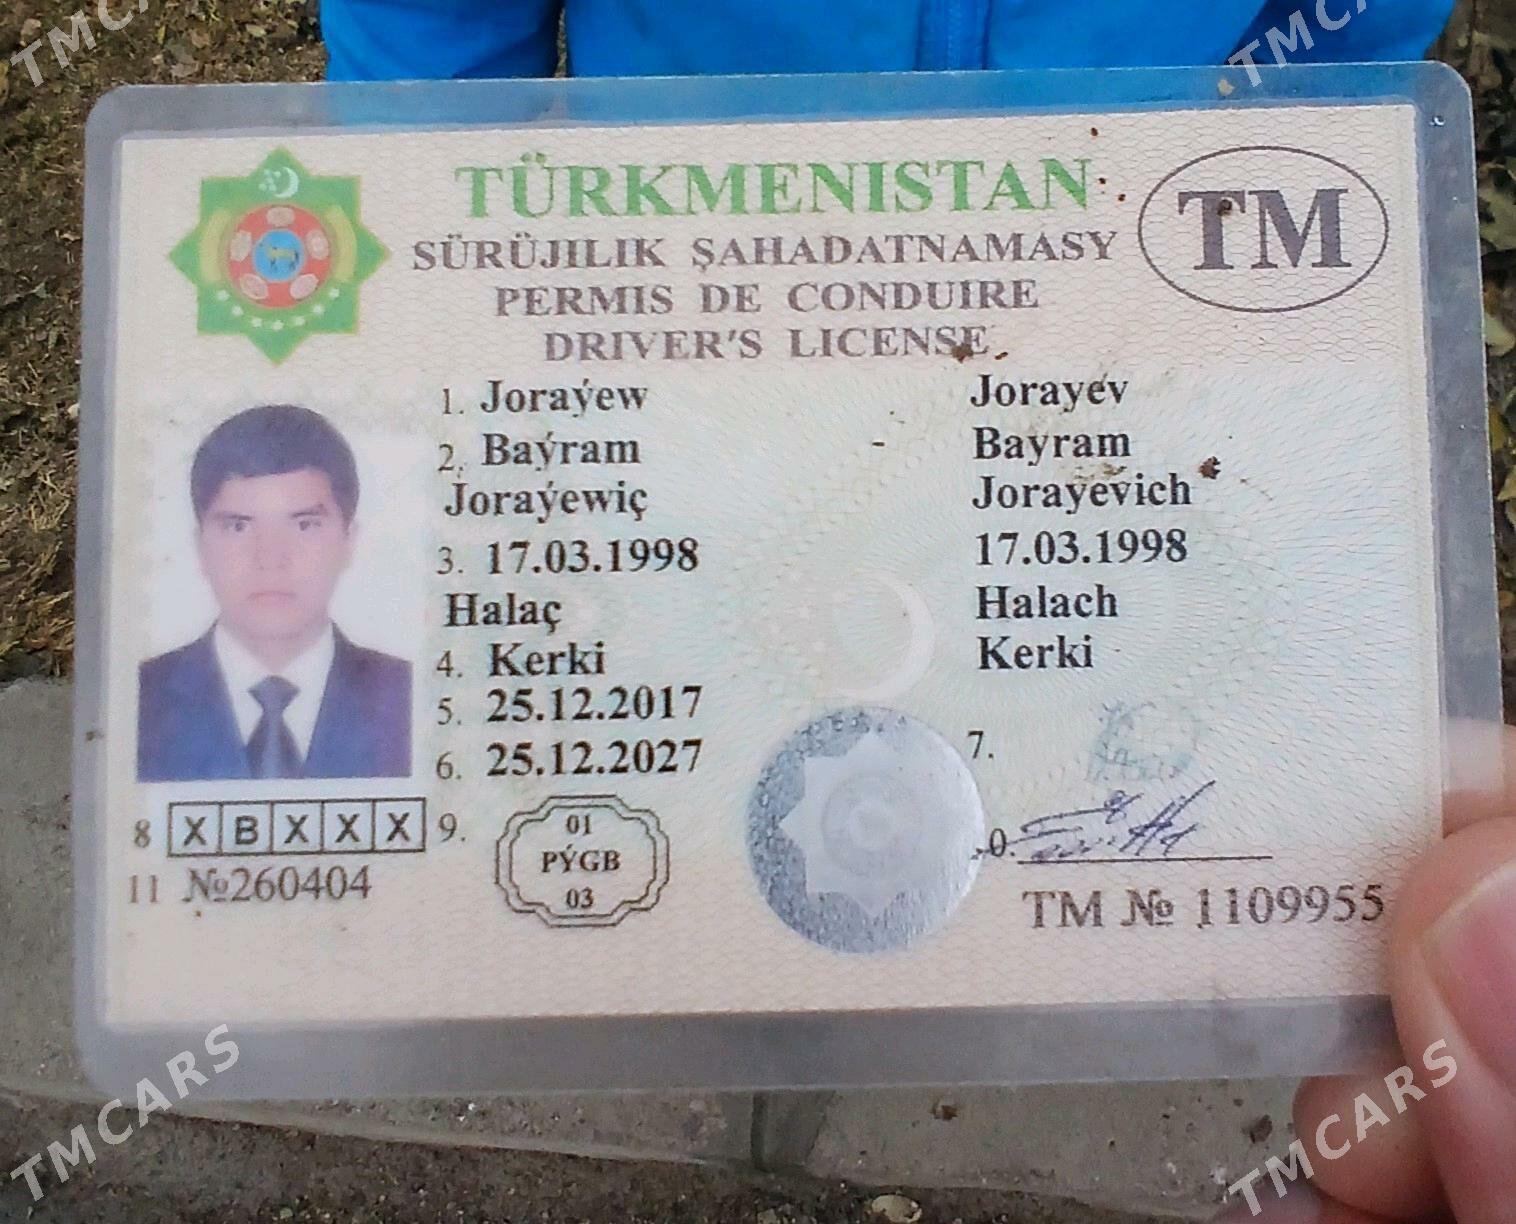 TMCARS
TMCARS
TÜRKMENISTAN
TM
SÜRÜJILIK ŞAHADATNAMASY
PERMIS DE CONDUIRE
DRIVER'S LICENSE
1. Joraýew Jorayev
2. Baýram - Bayram
Joraýewiç Jorayevich
3. 17.03.1998 17.03.1998
Halaç Halach
4. Kerki Kerki
5. 25.12.2017
6. 25.12.2027 7.
8 X B X X X 9. 01
PÝGB
03
0.
11 №260404
TM № 1109955
TMCARS
TMCARS